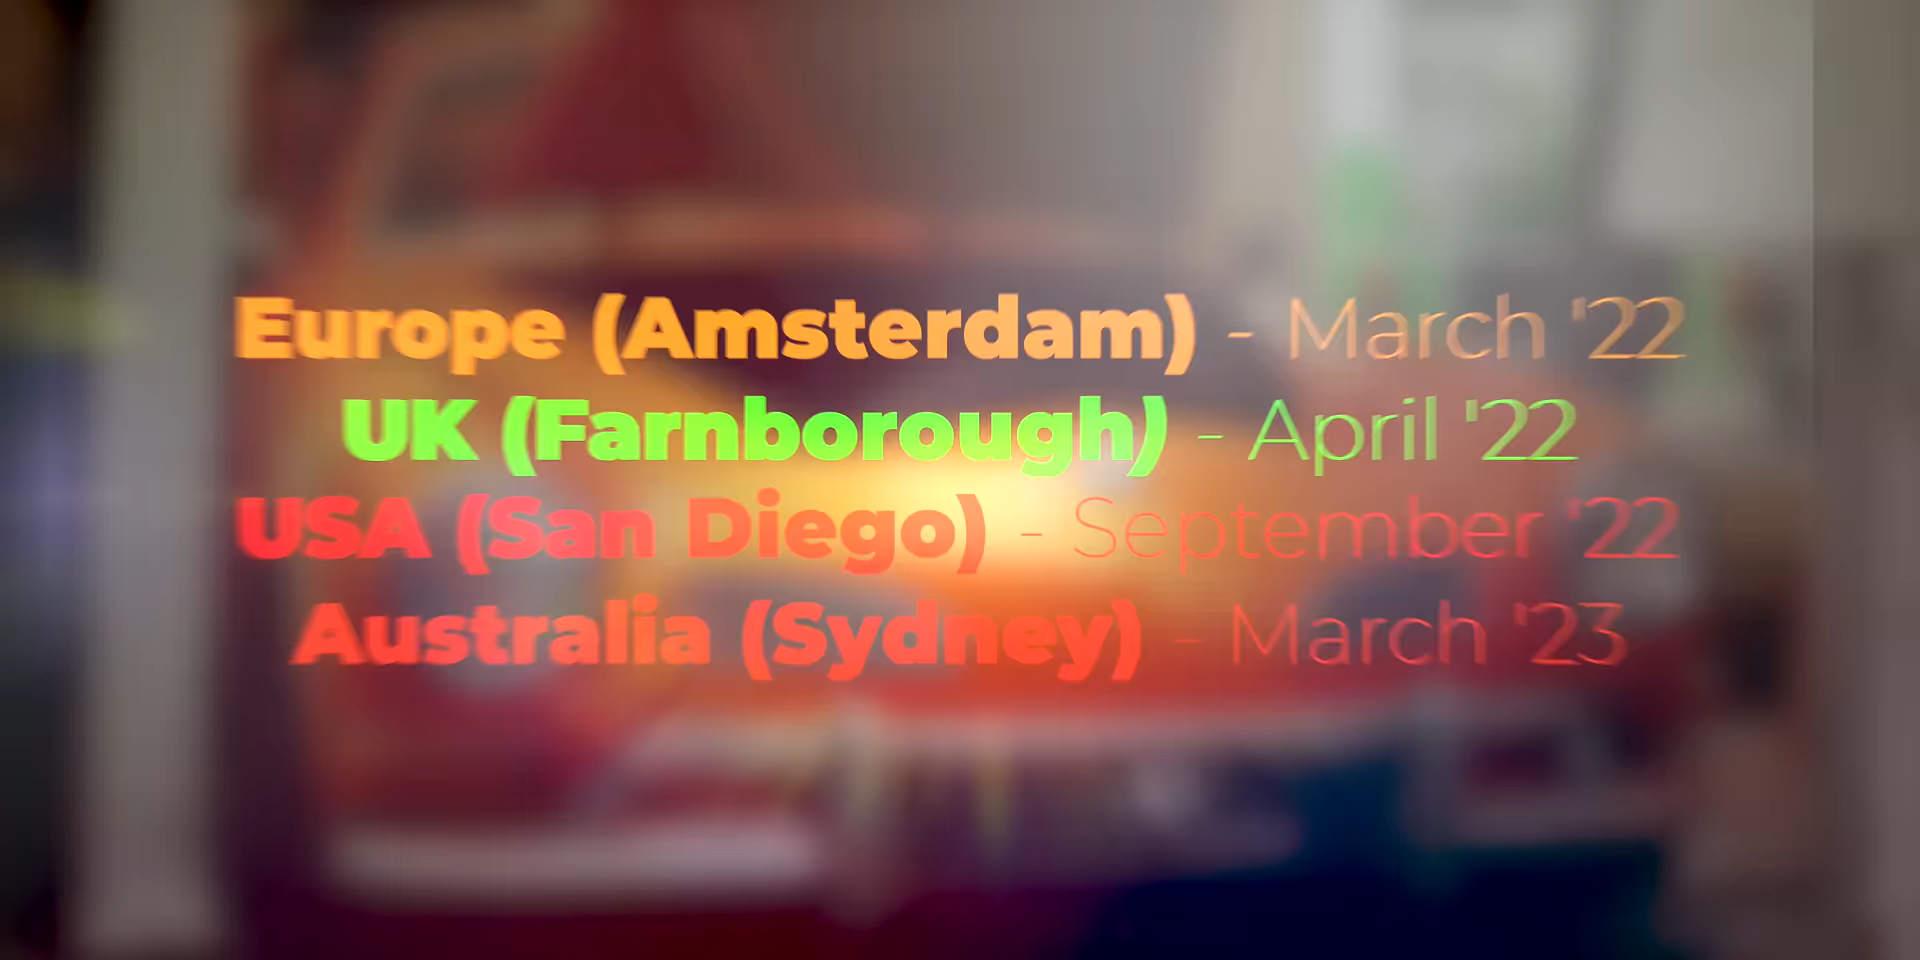 Europe (Amsterdam) - March '22
UK (Farnborough) - April '22
USA (San Diego) - September '22
Australia (Sydney) - March '23